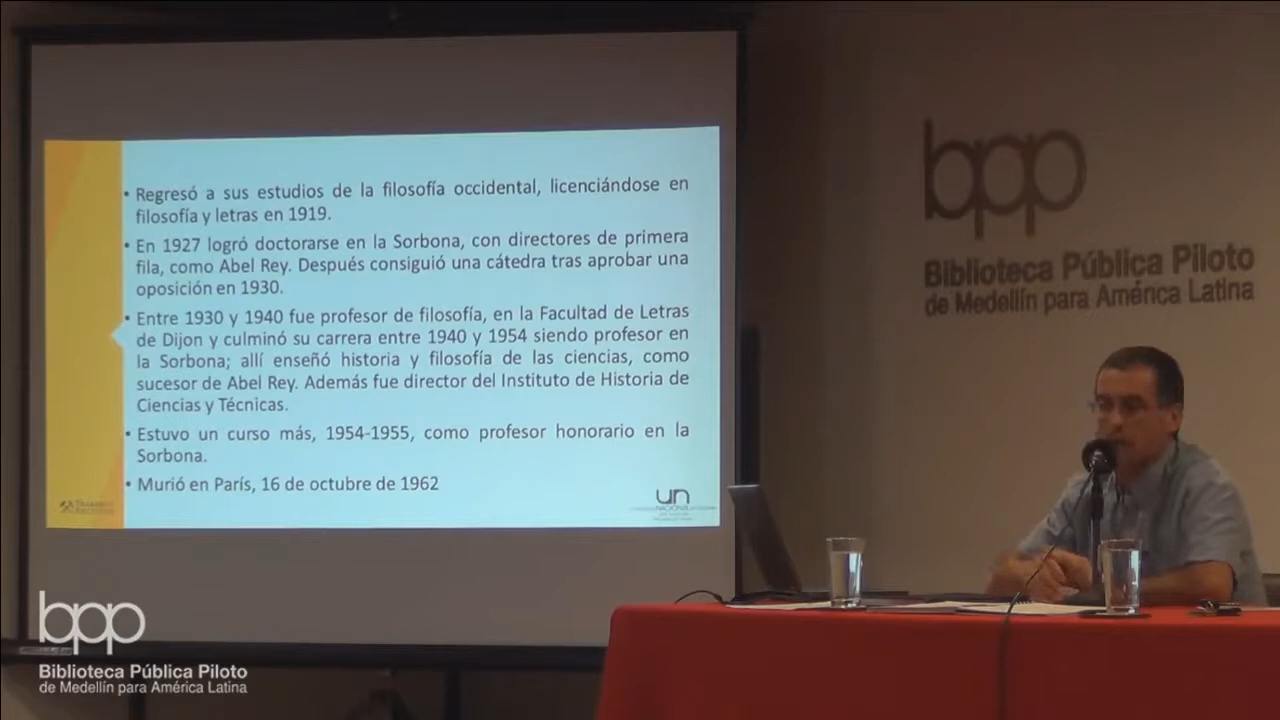 • Regresó a sus estudios de la filosofía occidental, licenciándose en
filosofía y letras en 1919.
• En 1927 logró doctorarse en la Sorbona, con directores de primera
fila, como Abel Rey. Después consiguió una cátedra tras aprobar una
oposición en 1930.
• Entre 1930 y 1940 fue profesor de filosofía, en la Facultad de Letras
de Dijon y culminó su carrera entre 1940 y 1954 siendo profesor en
la Sorbona; allí enseñó historia y filosofía de las ciencias, como
sucesor de Abel Rey. Además fue director del Instituto de Historia de
Ciencias y Técnicas.
• Estuvo un curso más, 1954-1955, como profesor honorario en la
Sorbona.
• Murió en París, 16 de octubre de 1962
un
NACIONAL
bpp
Biblioteca Pública Piloto
de Medellín para América Latina
bpp
Biblioteca Pública Piloto
de Medellín para América Latina